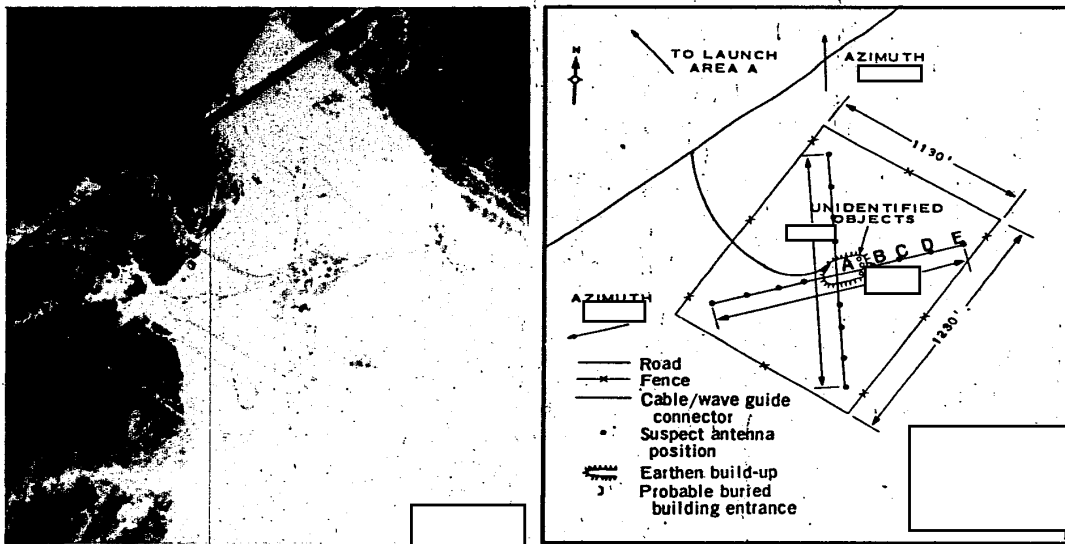 N
TO LAUNCH
AREA A
AZIMUTH
1130'
UNIDENTIFIED
OBJECTS
A B C D E
AZIMUTH
1230'
Road
Fence
Cable/wave guide
connector
Suspect antenna
position
Earthen build-up
Probable buried
building entrance